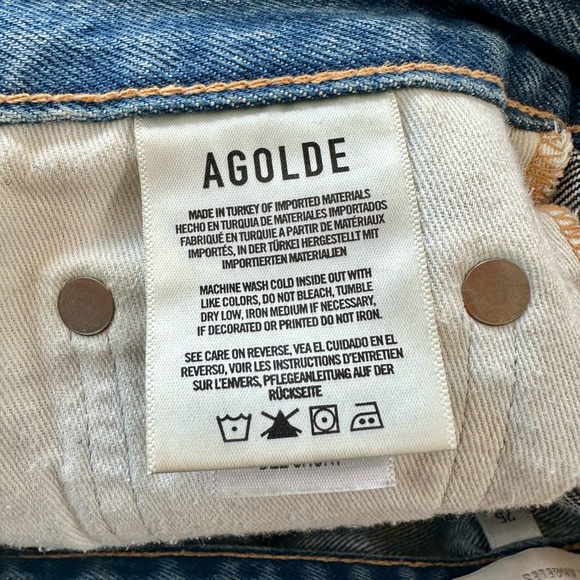 AGOLDE
MADE IN TURKEY OF IMPORTED MATERIALS
HECHO EN TURQUIA DE MATERIALES IMPORTADOS
FABRIQUÉ EN TURQUIE A PARTIR DE MATÉRIAUX
IMPORTÉS, IN DER TÜRKEI HERGESTELLT MIT
IMPORTIERTEN MATERIALIEN
MACHINE WASH COLD INSIDE OUT WITH
LIKE COLORS, DO NOT BLEACH, TUMBLE
DRY LOW, IRON MEDIUM IF NECESSARY,
IF DECORATED OR PRINTED DO NOT IRON.
SEE CARE ON REVERSE, VEA EL CUIDADO EN EL
REVERSO, VOIR LES INSTRUCTIONS D'ENTRETIEN
SUR L'ENVERS, PFLEGEANLEITUNG AUF DER
RÜCKSEITE
25